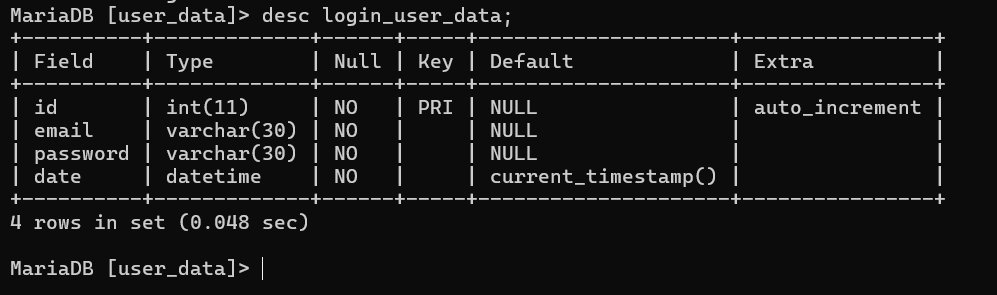 MariaDB [user_data]> desc login_user_data;
+----------+-------------+------+-----+---------------------+----------------+
| Field    | Type        | Null | Key | Default             | Extra          |
+----------+-------------+------+-----+---------------------+----------------+
| id       | int(11)     | NO   | PRI | NULL                | auto_increment |
| email    | varchar(30) | NO   |     | NULL                |                |
| password | varchar(30) | NO   |     | NULL                |                |
| date     | datetime    | NO   |     | current_timestamp() |                |
+----------+-------------+------+-----+---------------------+----------------+
4 rows in set (0.048 sec)
MariaDB [user_data]>